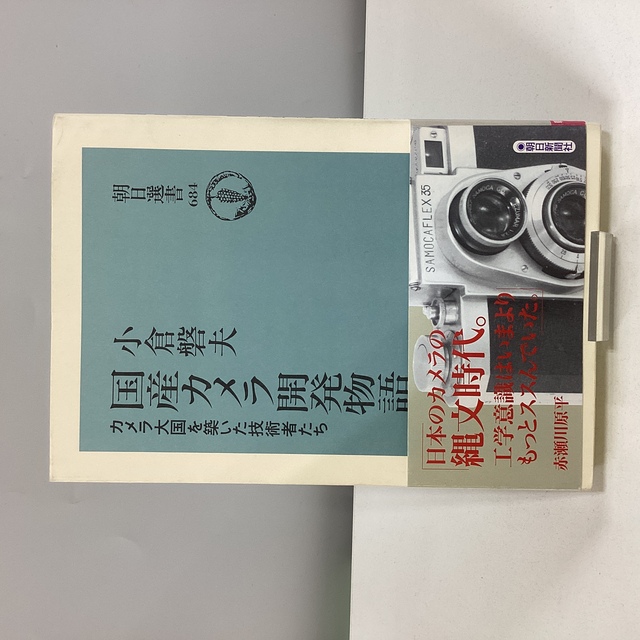 朝日選書
684
小倉磐夫
国産カメラ開発物語
カメラ大国を築いた技術者たち
朝日新聞社
SAMOCAFLEX 35
「日本のカメラの
縄文時代。
工学意識はいまより
もっとススんでいた。」
赤瀬川原平